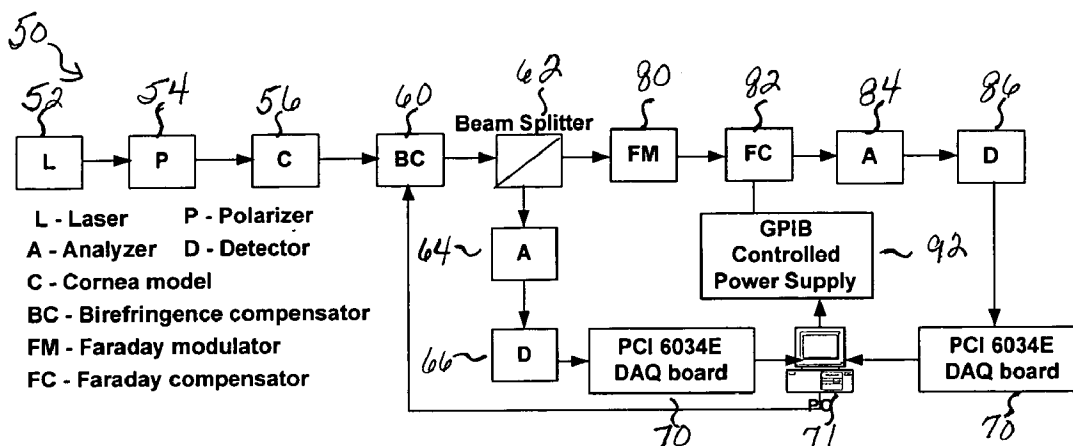 50
52
54
56
60
62
80
82
84
86
Beam Splitter
L
P
C
BC
FM
FC
A
D
L - Laser P - Polarizer
A - Analyzer D - Detector
C - Cornea model
BC - Birefringence compensator
FM - Faraday modulator
FC - Faraday compensator
64
A
66
D
GPIB
Controlled
Power Supply
92
PCI 6034E
DAQ board
70
PC
71
PCI 6034E
DAQ board
70